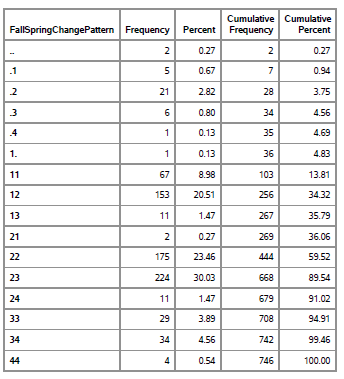 FallSpringChangePattern Frequency Percent Cumulative Frequency Cumulative Percent
.. 2 0.27 2 0.27
.1 5 0.67 7 0.94
.2 21 2.82 28 3.75
.3 6 0.80 34 4.56
.4 1 0.13 35 4.69
1. 1 0.13 36 4.83
11 67 8.98 103 13.81
12 153 20.51 256 34.32
13 11 1.47 267 35.79
21 2 0.27 269 36.06
22 175 23.46 444 59.52
23 224 30.03 668 89.54
24 11 1.47 679 91.02
33 29 3.89 708 94.91
34 34 4.56 742 99.46
44 4 0.54 746 100.00